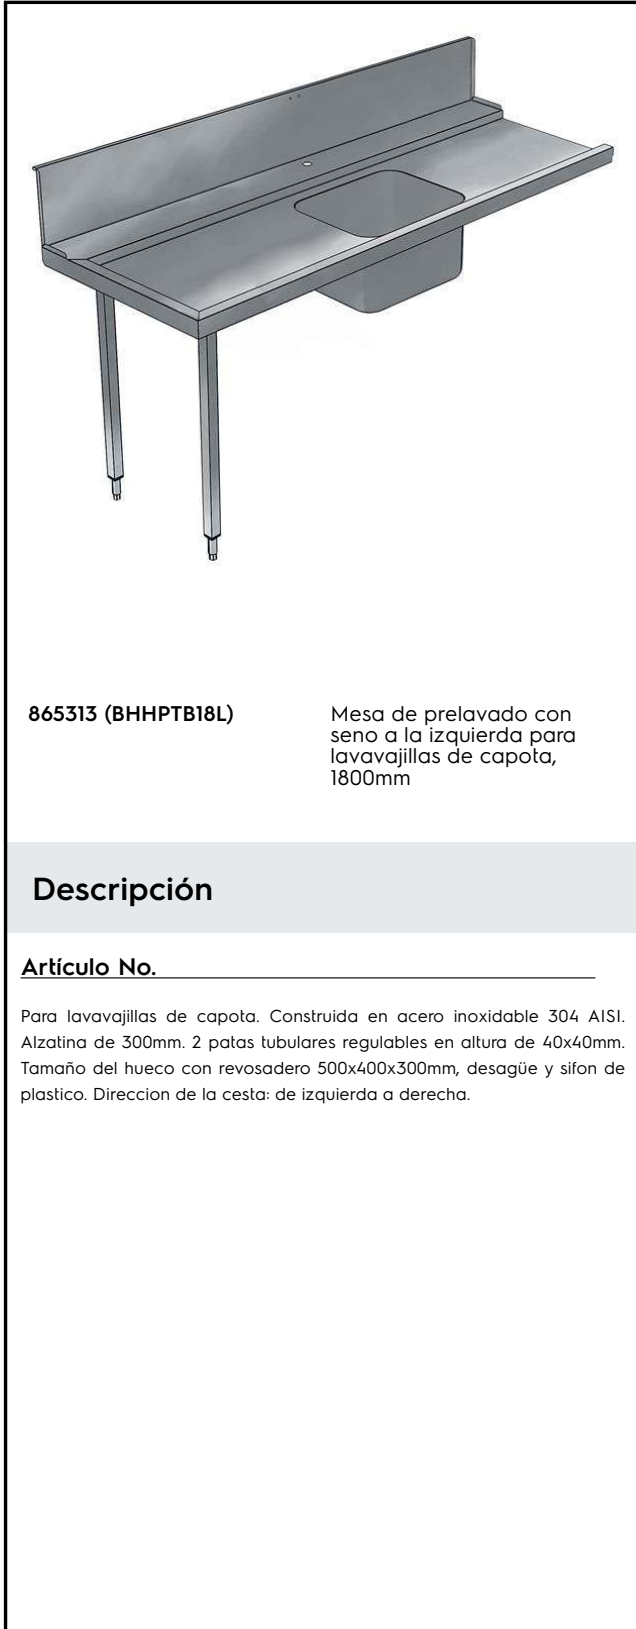 865313 (BHHPTB18L)
Mesa de prelavado con
seno a la izquierda para
lavavajillas de capota,
1800mm
Descripción
Artículo No.
Para lavavajillas de capota. Construida en acero inoxidable 304 AISI.
Alzatina de 300mm. 2 patas tubulares regulables en altura de 40x40mm.
Tamaño del hueco con revosadero 500x400x300mm, desagüe y sifon de
plastico. Direccion de la cesta: de izquierda a derecha.